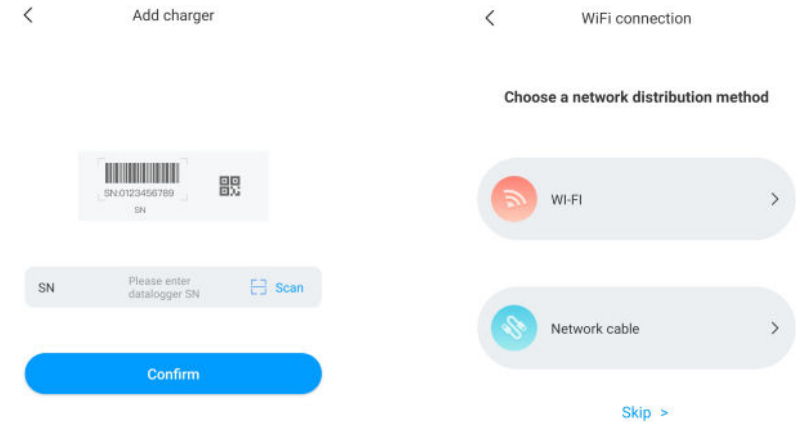 Add charger
SN:0123456789
SN
SN
Please enter
datalogger SN
Scan
Confirm
WiFi connection
Choose a network distribution method
WI-FI
Network cable
Skip >